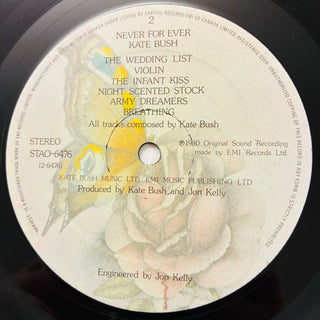 2
NEVER FOR EVER
KATE BUSH
THE WEDDING LIST
VIOLIN
THE INFANT KISS
NIGHT SCENTED STOCK
ARMY DREAMERS
BREATHING
All tracks composed by Kate Bush
STEREO
STAO-6476
(2-6476)
℗1980 Original Sound Recording
made by EMI Records Ltd.
KATE BUSH MUSIC LTD. EMI MUSIC PUBLISHING LTD
Produced by Kate Bush and Jon Kelly
Engineered by Jon Kelly